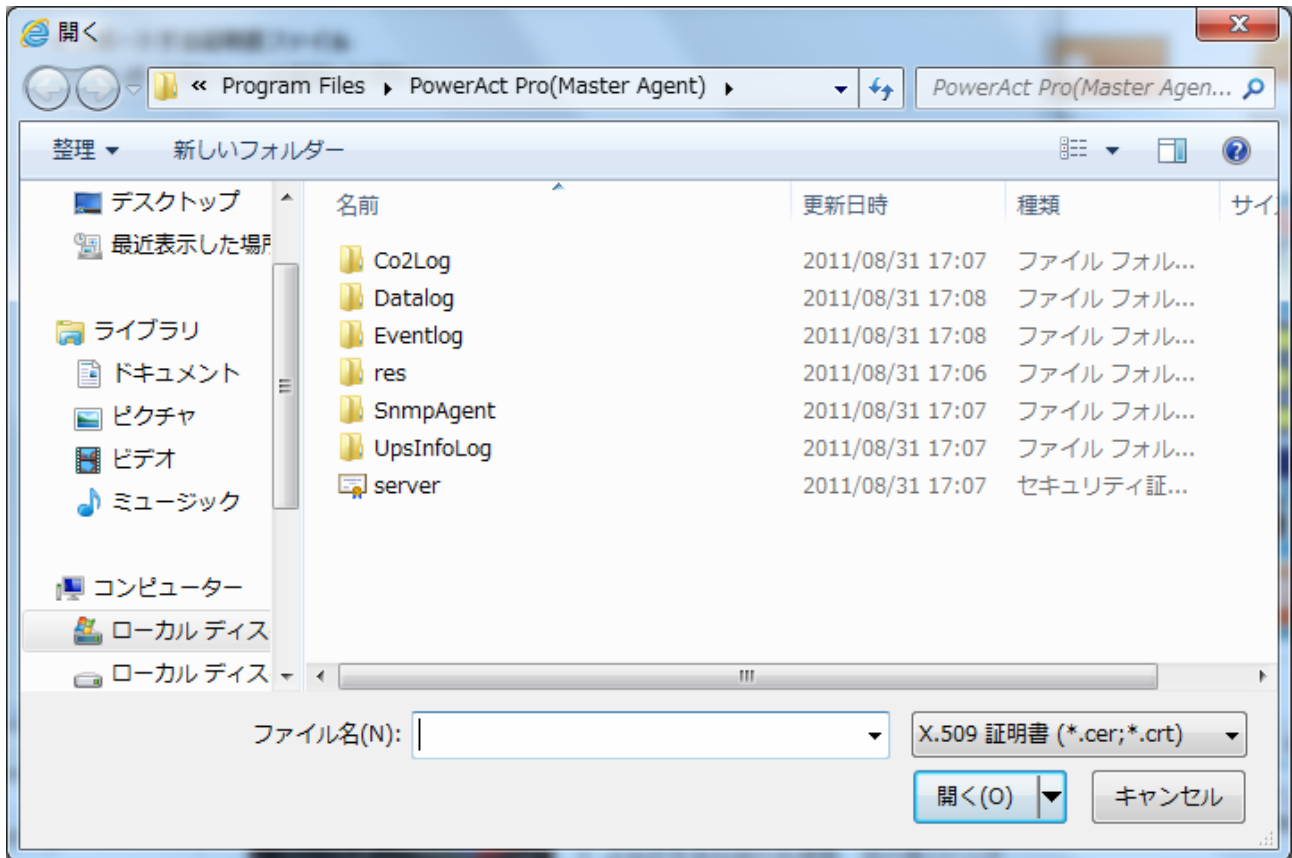 開く
« Program Files ▸ PowerAct Pro(Master Agent) ▸
PowerAct Pro(Master Agen...
整理 ▼ 新しいフォルダー
デスクトップ
最近表示した場
ライブラリ
ドキュメント
ピクチャ
ビデオ
ミュージック
コンピューター
ローカル ディス
ローカル ディス
名前 更新日時 種類 サイ
Co2Log 2011/08/31 17:07 ファイル フォル...
Datalog 2011/08/31 17:08 ファイル フォル...
Eventlog 2011/08/31 17:08 ファイル フォル...
res 2011/08/31 17:06 ファイル フォル...
SnmpAgent 2011/08/31 17:07 ファイル フォル...
UpsInfoLog 2011/08/31 17:07 ファイル フォル...
server 2011/08/31 17:07 セキュリティ証...
ファイル名(N):
X.509 証明書 (*.cer;*.crt)
開く(O)
キャンセル